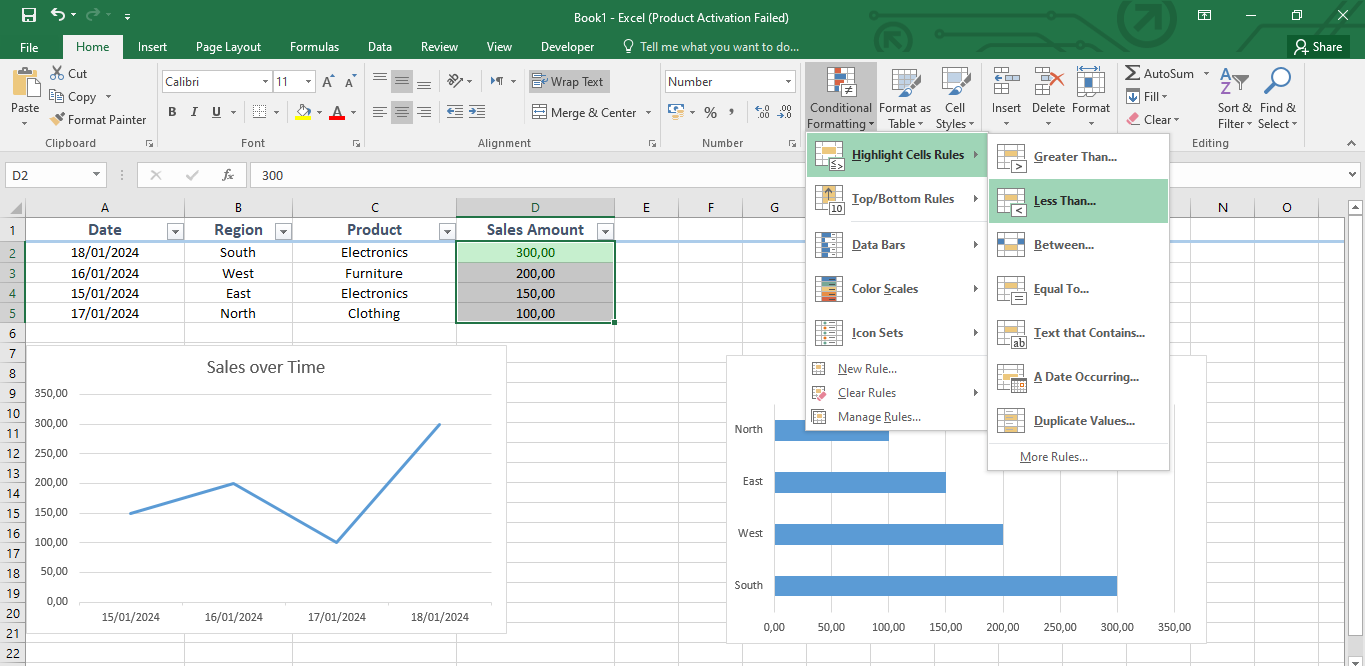 Book1 - Excel (Product Activation Failed)
File Home Insert Page Layout Formulas Data Review View Developer Tell me what you want to do... Share
Paste
Cut
Copy
Format Painter
Clipboard
Calibri 11
B I U
Font
Wrap Text
Merge & Center
Alignment
Number
%
Number
Conditional Formatting
Format as Table
Cell Styles
Insert Delete Format
AutoSum
Fill
Clear
Sort & Filter
Find & Select
Editing
D2 fx 300
A B C D E F G N O
1 Date Region Product Sales Amount
2 18/01/2024 South Electronics 300,00
3 16/01/2024 West Furniture 200,00
4 15/01/2024 East Electronics 150,00
5 17/01/2024 North Clothing 100,00
6
7
8
9
10
11
12
13
14
15
16
17
18
19
20
21
22
Highlight Cells Rules
Top/Bottom Rules
Data Bars
Color Scales
Icon Sets
New Rule...
Clear Rules
Manage Rules...
Greater Than...
Less Than...
Between...
Equal To...
Text that Contains...
A Date Occurring...
Duplicate Values...
More Rules...
Sales over Time
350,00
300,00
250,00
200,00
150,00
100,00
50,00
0,00
15/01/2024 16/01/2024 17/01/2024 18/01/2024
North
East
West
South
0,00 50,00 100,00 150,00 200,00 250,00 300,00 350,00